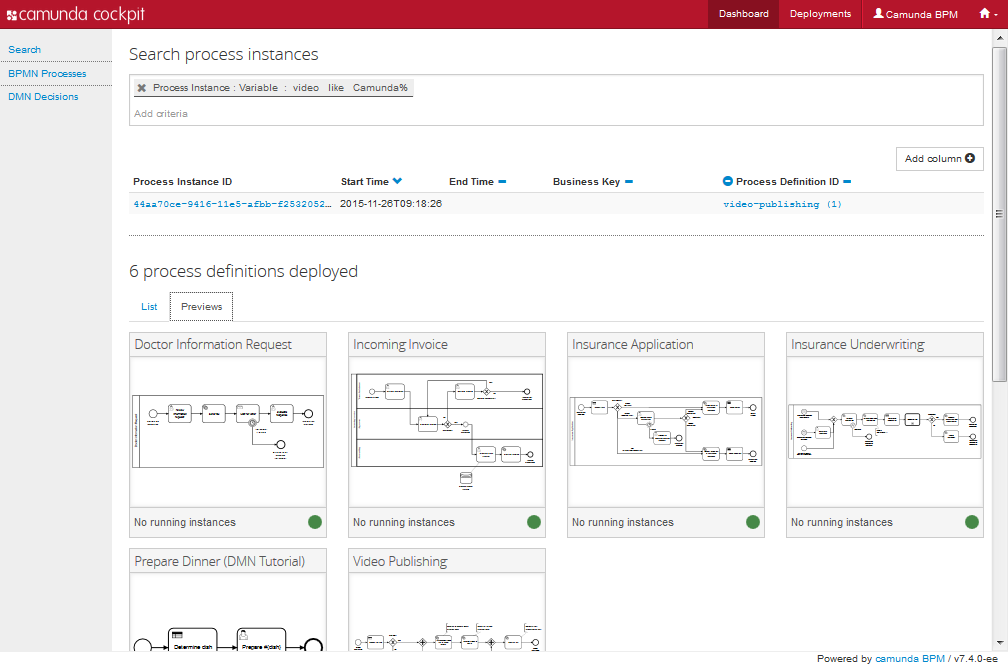 camunda cockpit Dashboard Deployments Camunda BPM
Search
BPMN Processes
DMN Decisions
Search process instances
Process Instance : Variable : video like Camunda%
Add criteria
Add column
Process Instance ID Start Time End Time Business Key Process Definition ID
44aa70ce-9416-11e5-afbb-f2532052... 2015-11-26T09:18:26 video-publishing (1)
6 process definitions deployed
List Previews
Doctor Information Request Incoming Invoice Insurance Application Insurance Underwriting
No running instances No running instances No running instances No running instances
Prepare Dinner (DMN Tutorial) Video Publishing
Determine dish Prepare #{dish}
Powered by camunda BPM / v7.4.0-ee